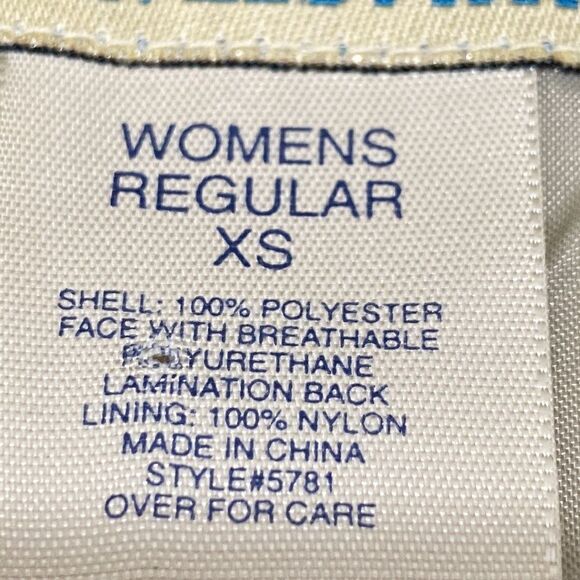 WOMENS
REGULAR
XS
SHELL: 100% POLYESTER
FACE WITH BREATHABLE
POLYURETHANE
LAMINATION BACK
LINING: 100% NYLON
MADE IN CHINA
STYLE#5781
OVER FOR CARE